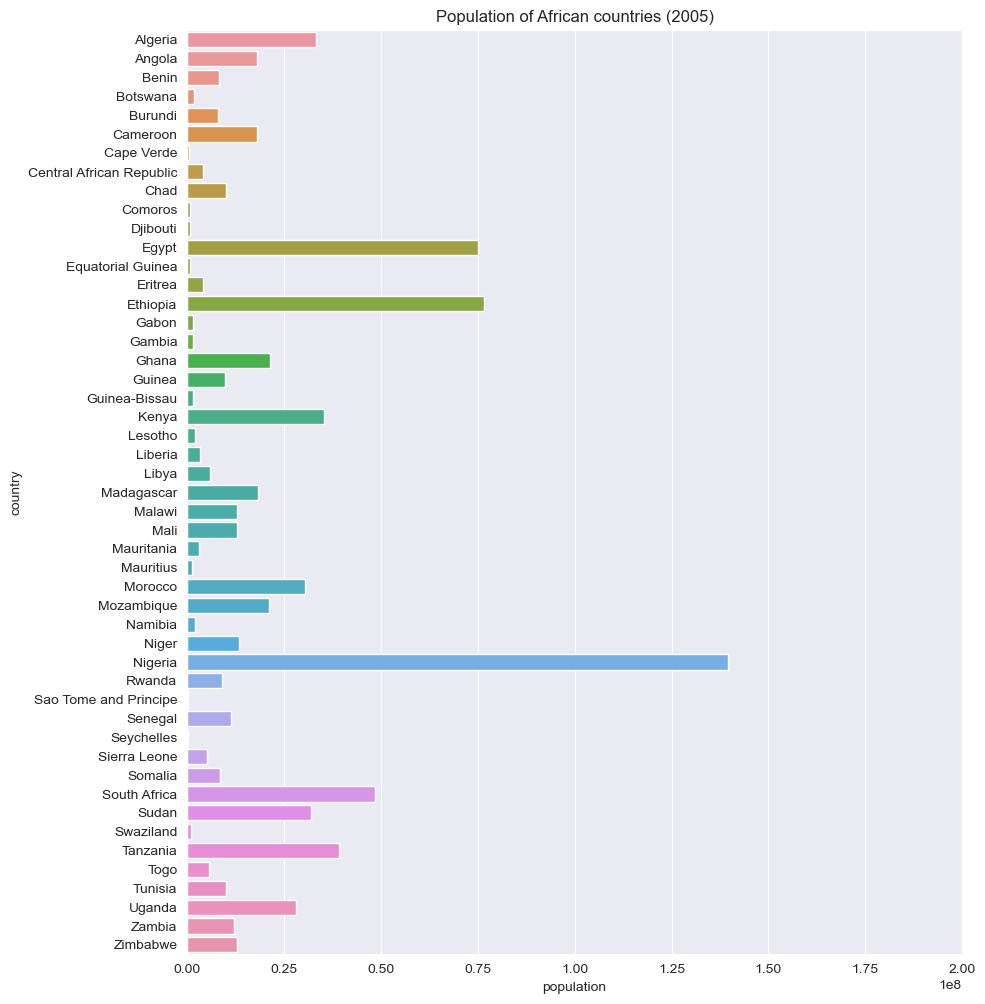 Population of African countries (2005)
Algeria
Angola
Benin
Botswana
Burundi
Cameroon
Cape Verde
Central African Republic
Chad
Comoros
Djibouti
Egypt
Equatorial Guinea
Eritrea
Ethiopia
Gabon
Gambia
Ghana
Guinea
Guinea-Bissau
Kenya
Lesotho
Liberia
Libya
Madagascar
Malawi
Mali
Mauritania
Mauritius
Morocco
Mozambique
Namibia
Niger
Nigeria
Rwanda
Sao Tome and Principe
Senegal
Seychelles
Sierra Leone
Somalia
South Africa
Sudan
Swaziland
Tanzania
Togo
Tunisia
Uganda
Zambia
Zimbabwe
country
0.00 0.25 0.50 0.75 1.00 1.25 1.50 1.75 2.00
1e8
population